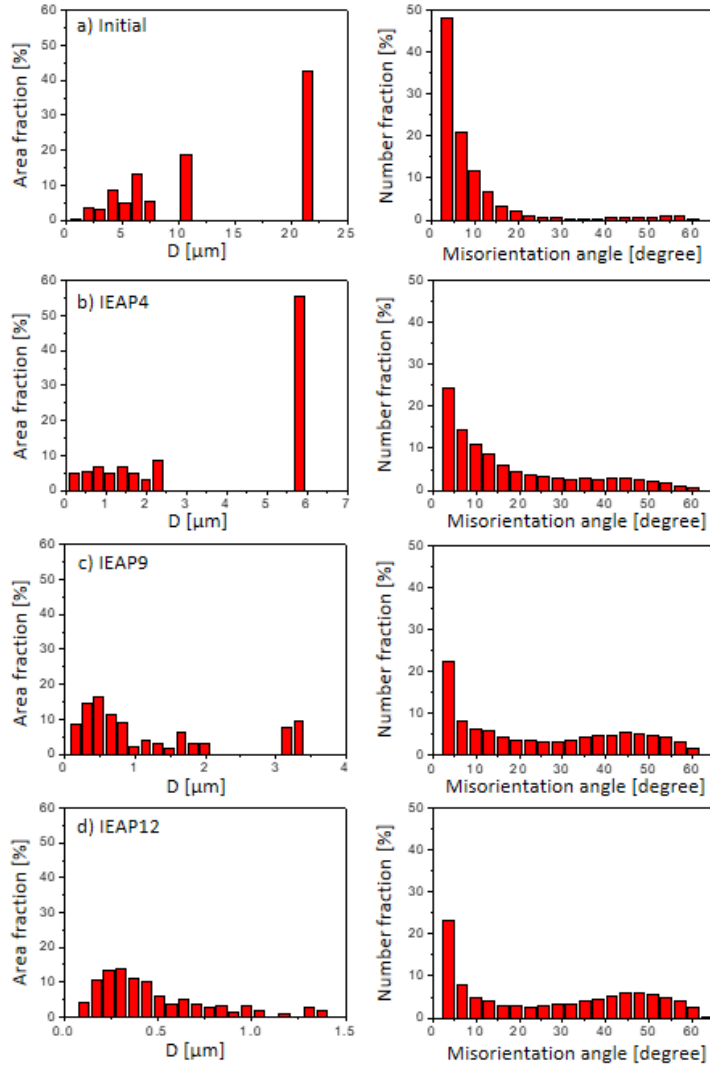 a) Initial
Area fraction [%]
60
50
40
30
20
10
0
0 5 10 15 20 25
D [μm]
Number fraction [%]
50
40
30
20
10
0
0 10 20 30 40 50 60
Misorientation angle [degree]
b) IEAP4
Area fraction [%]
60
50
40
30
20
10
0
1 2 3 4 5 6 7
D [μm]
Number fraction [%]
50
40
30
20
10
0
0 10 20 30 40 50 60
Misorientation angle [degree]
c) IEAP9
Area fraction [%]
60
50
40
30
20
10
0
0 1 2 3 4
D [μm]
Number fraction [%]
50
40
30
20
10
0
0 10 20 30 40 50 60
Misorientation angle [degree]
d) IEAP12
Area fraction [%]
60
50
40
30
20
10
0
0.0 0.5 1.0 1.5
D [μm]
Number fraction [%]
50
40
30
20
10
0
0 10 20 30 40 50 60
Misorientation angle [degree]